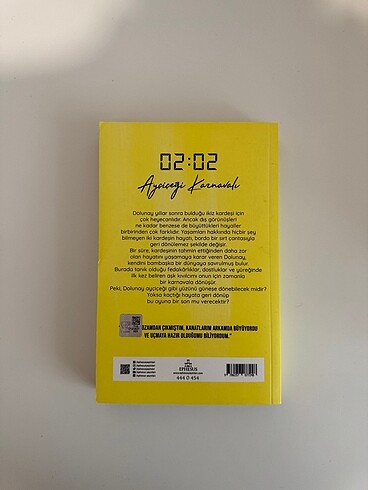 02:02
Ayçiçeği Karnavalı
Dolunay yıllar sonra bulduğu ikiz kardeşi için
çok heyecanlıdır. Ancak dış görünüşleri
ne kadar benzese de büyüttükleri hayaller
birbirinden çok farklıdır. Yaşamları hakkında hiçbir şey
bilmeyen iki kardeşin hayatı, bordo bir sırt çantasıyla
geri dönülemez şekilde değişir.
Bir süre, kardeşinin tahmin ettiğinden daha zor
olan hayatını yaşamaya karar veren Dolunay,
kendini bambaşka bir dünyaya savrulmuş bulur.
Burada tanık olduğu fedakârlıklar, dostluklar ve yüreğinde
ilk kez beliren aşk kıvılcımı onun için zamanla
bir karnavala dönüşür.
Peki, Dolunay ayçiçeği gibi yüzünü güneşe dönebilecek midir?
Yoksa kaçtığı hayata geri dönüp
bu oyuna bir son mu verecektir?
OZAMDAN ÇIKMIŞTIM, KANATLARIM ARKAMDA BÜYÜYORDU
VE UÇMAYA HAZIR OLDUĞUMU BİLİYORDUM."
EPHESUS
444 0 454